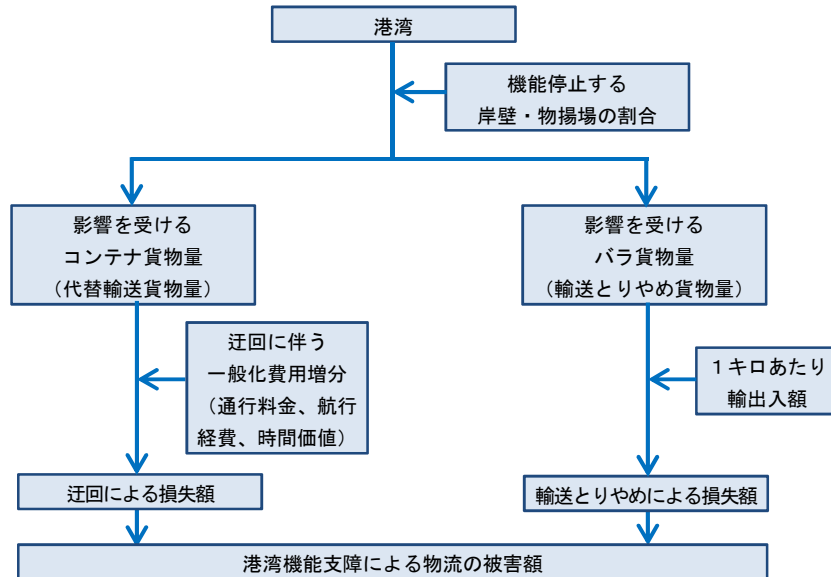 港湾
機能停止する
岸壁・物揚場の割合
影響を受ける
コンテナ貨物量
（代替輸送貨物量）
影響を受ける
バラ貨物量
（輸送とりやめ貨物量）
迂回に伴う
一般化費用増分
（通行料金、航行
経費、時間価値）
１キロあたり
輸出入額
迂回による損失額
輸送とりやめによる損失額
港湾機能支障による物流の被害額